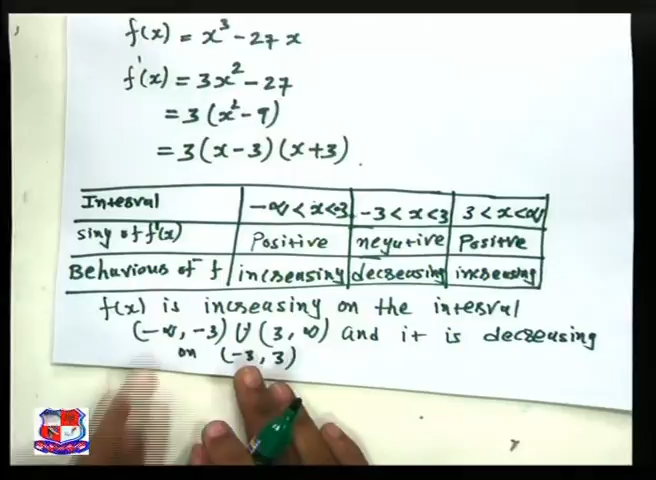 f(x) = x³ - 27x
f'(x) = 3x² - 27
= 3(x² - 9)
= 3(x-3)(x+3).
Interval -∞ < x < -3 -3 < x < 3 3 < x < ∞
sing of f'(x) Positive negative Positive
Behaviour of f increasing decreasing increasing
f(x) is increasing on the interval
(-∞, -3) ∪ (3, ∞) and it is decreasing
on (-3, 3)